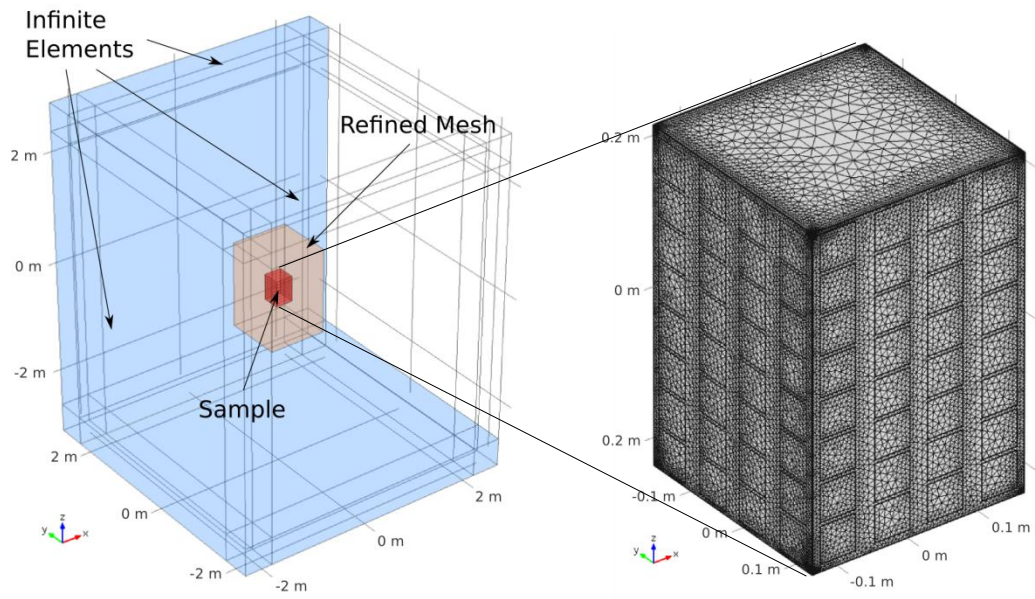 Infinite
Elements
Refined Mesh
Sample
2 m
0 m
-2 m
2 m
0 m
-2 m
-2 m
0 m
2 m
z
y
x
0.2 m
0 m
0.2 m
-0.1 m
0 m
0.1 m
-0.1 m
0 m
0.1 m
z
y
x